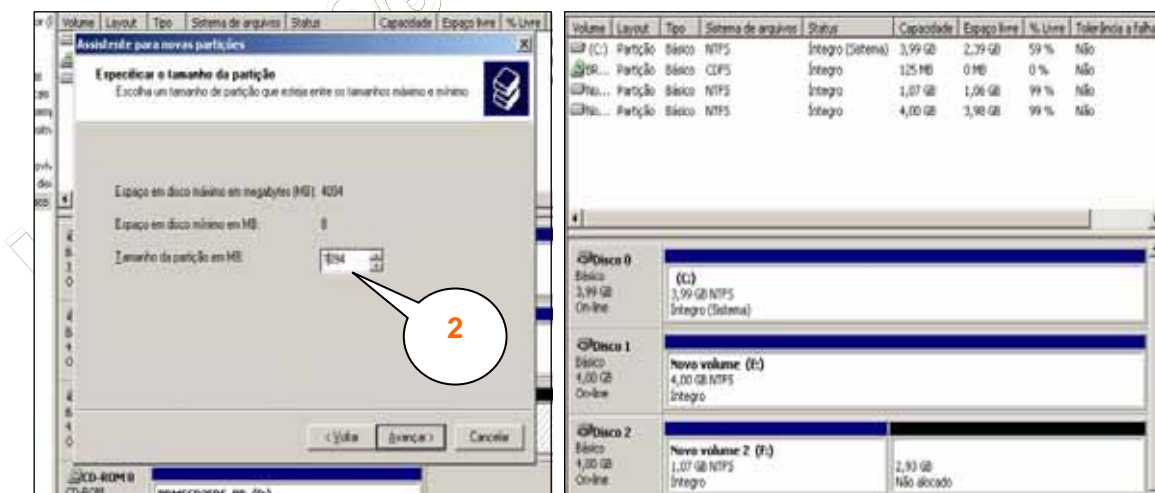 Volume Layout Tipo Sistema de arquivos Status Capacidade Espaço livre % Livre
Assistente para novas partições
Especificar o tamanho da partição
Escolha um tamanho de partição que esteja entre os tamanhos máximo e mínimo.
Espaço em disco máximo em megabytes (MB): 4094
Espaço em disco mínimo em MB: 8
Tamanho da partição em MB: 1094
2
< Voltar Avançar > Cancelar
CD-ROM 0
CD-ROM
Volume Layout Tipo Sistema de arquivos Status Capacidade Espaço livre % Livre Tolerância a falha
(C:) Partição Básico NTFS Íntegro (Sistema) 3,99 GB 2,39 GB 59 % Não
BR... Partição Básico CDFS Íntegro 125 MB 0 MB 0 % Não
No... Partição Básico NTFS Íntegro 1,07 GB 1,06 GB 99 % Não
No... Partição Básico NTFS Íntegro 4,00 GB 3,98 GB 99 % Não
Disco 0
Básico
3,99 GB
On-line
(C:)
3,99 GB NTFS
Íntegro (Sistema)
Disco 1
Básico
4,00 GB
On-line
Novo volume (E:)
4,00 GB NTFS
Íntegro
Disco 2
Básico
4,00 GB
On-line
Novo volume 2 (F:)
1,07 GB NTFS
Íntegro
2,93 GB
Não alocado